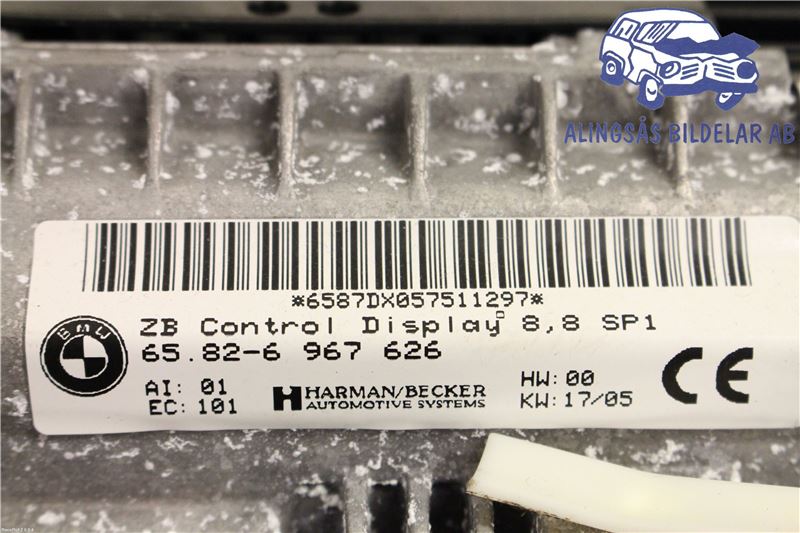 ALINGSÅS BILDELAR AB
*6587DX057511297*
BMW
ZB Control Display 8,8 SP1
65.82-6 967 626
AI: 01
EC: 101
HARMAN/BECKER
AUTOMOTIVE SYSTEMS
HW: 00
KW: 17/05
CE